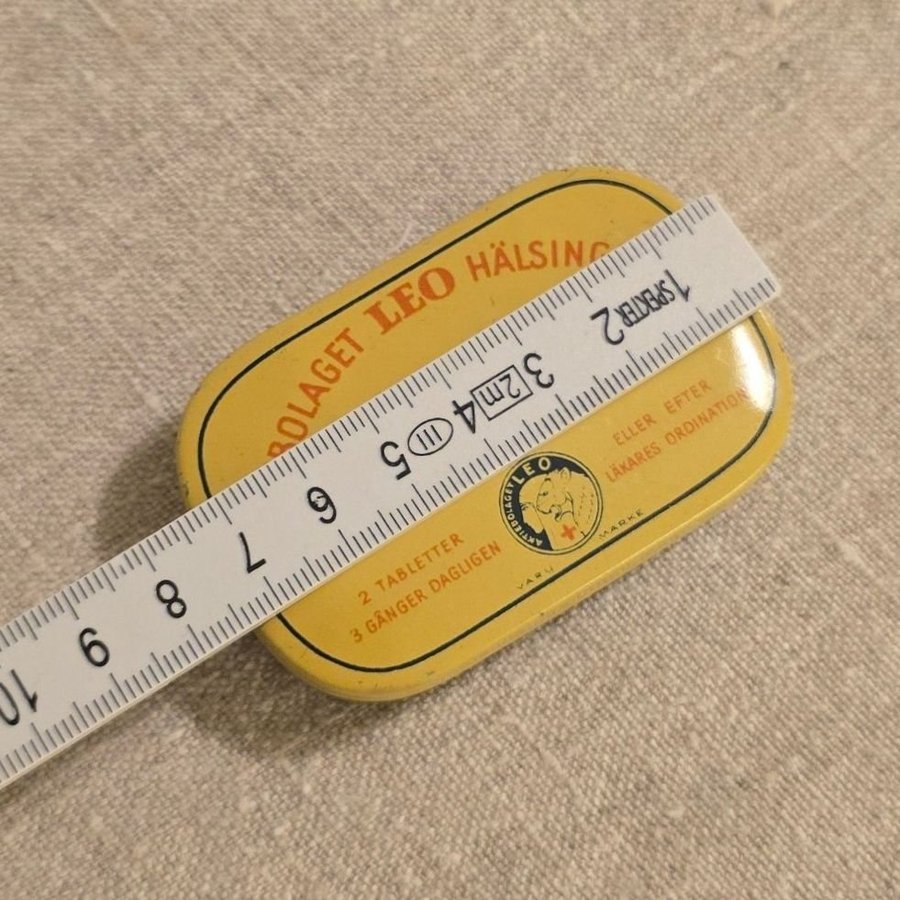 BOLAGET LEO HÄLSING
ELLER EFTER
LÄKARES ORDINATION
AKTIEBOLAGET LEO
VARU MÄRKE
2 TABLETTER
3 GÅNGER DAGLIGEN
1 SPEKTER 2 3 2m 4 III 5 6 7 8 9 10